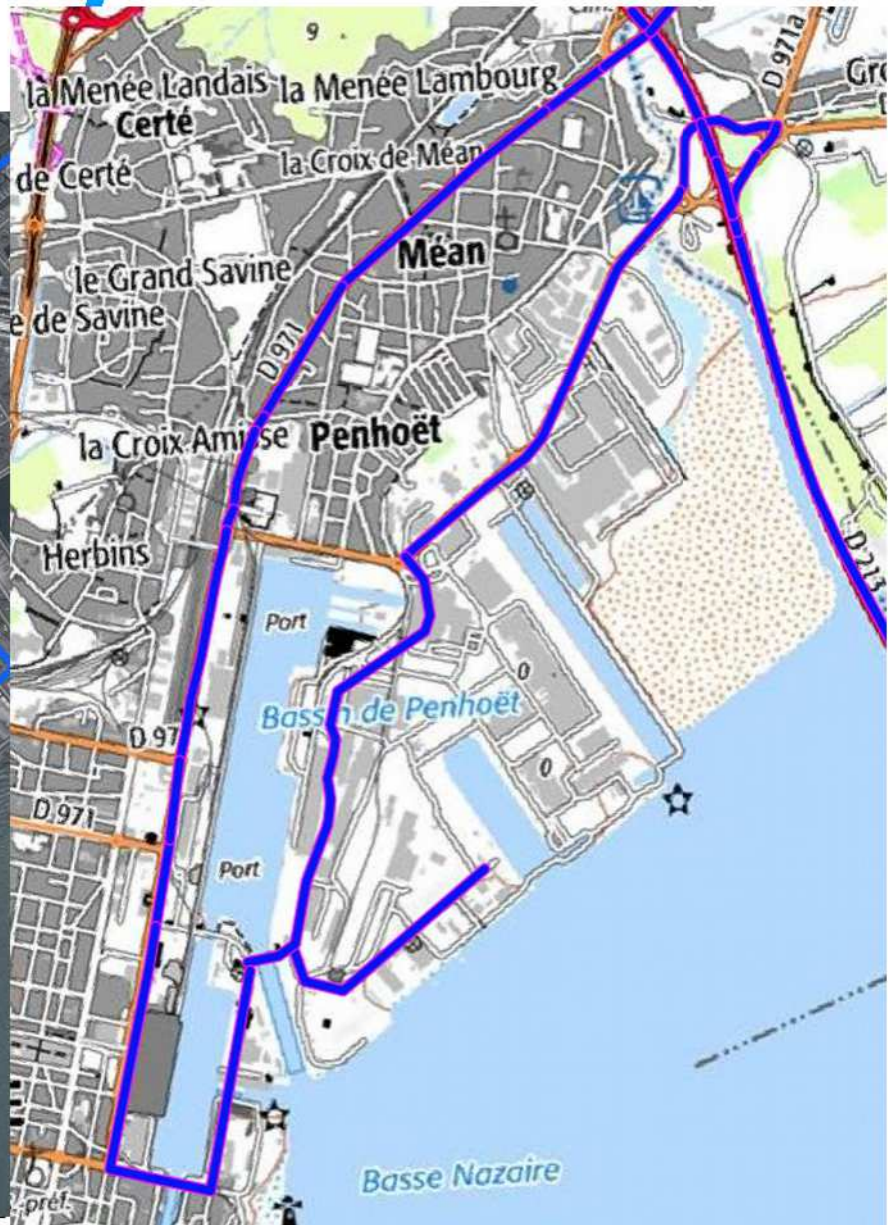 9
D 971a
la Menée Landais
la Menée Lambourg
Certé
la Croix de Méan
de Certé
Méan
le Grand Savine
e de Savine
D 971
la Croix Amisse
Penhoët
Herbins
D 213
Port
0
Bassin de Penhoët
D 97
0
D 971
Port
Basse Nazaire
-préf.